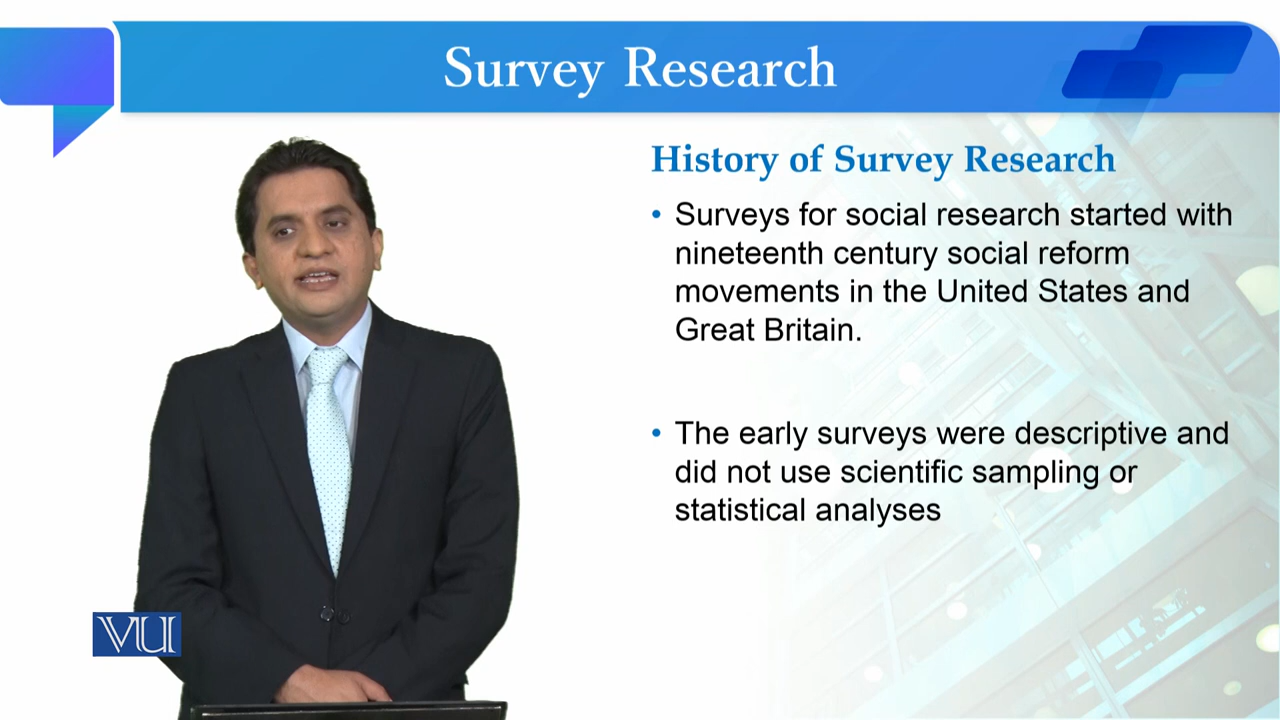 Survey Research
History of Survey Research
• Surveys for social research started with
nineteenth century social reform
movements in the United States and
Great Britain.
• The early surveys were descriptive and
did not use scientific sampling or
statistical analyses
VU